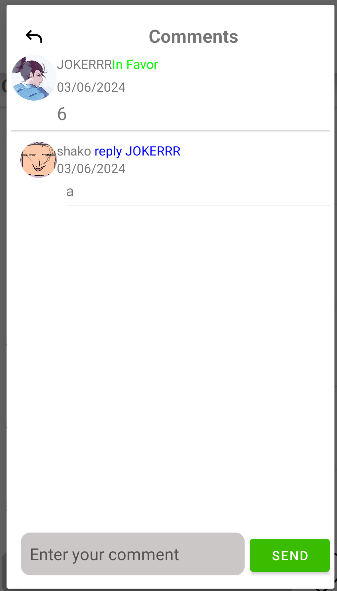 Comments
JOKERRRIn Favor
03/06/2024
6
shako reply JOKERRR
03/06/2024
a
Enter your comment
SEND